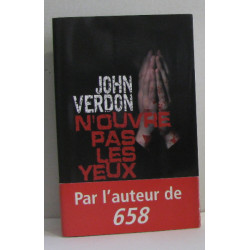 JOHN
VERDON
N'OUVRE
PAS
LES
YEUX
Par l'auteur de
658